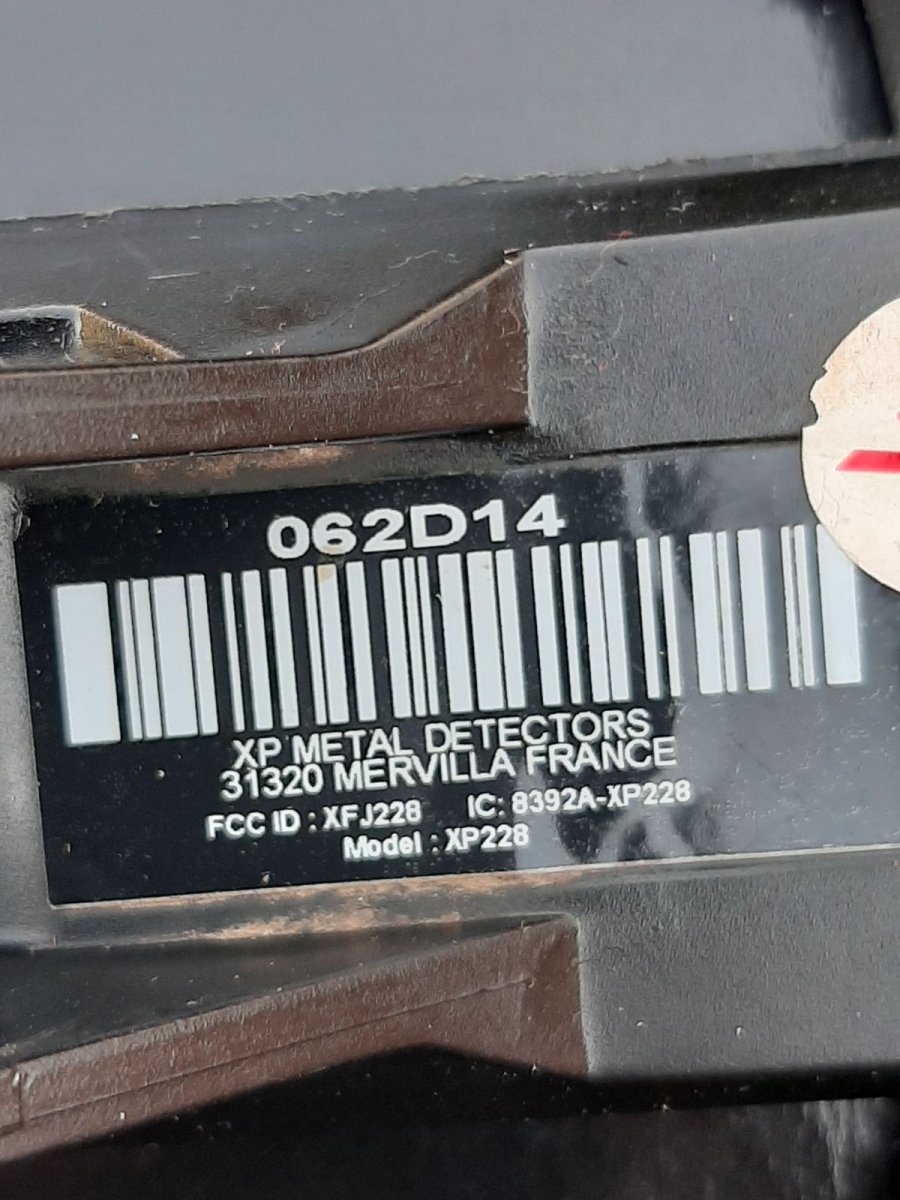 062D14
XP METAL DETECTORS
31320 MERVILLA FRANCE
FCC ID : XFJ228 IC: 8392A-XP228
Model : XP228